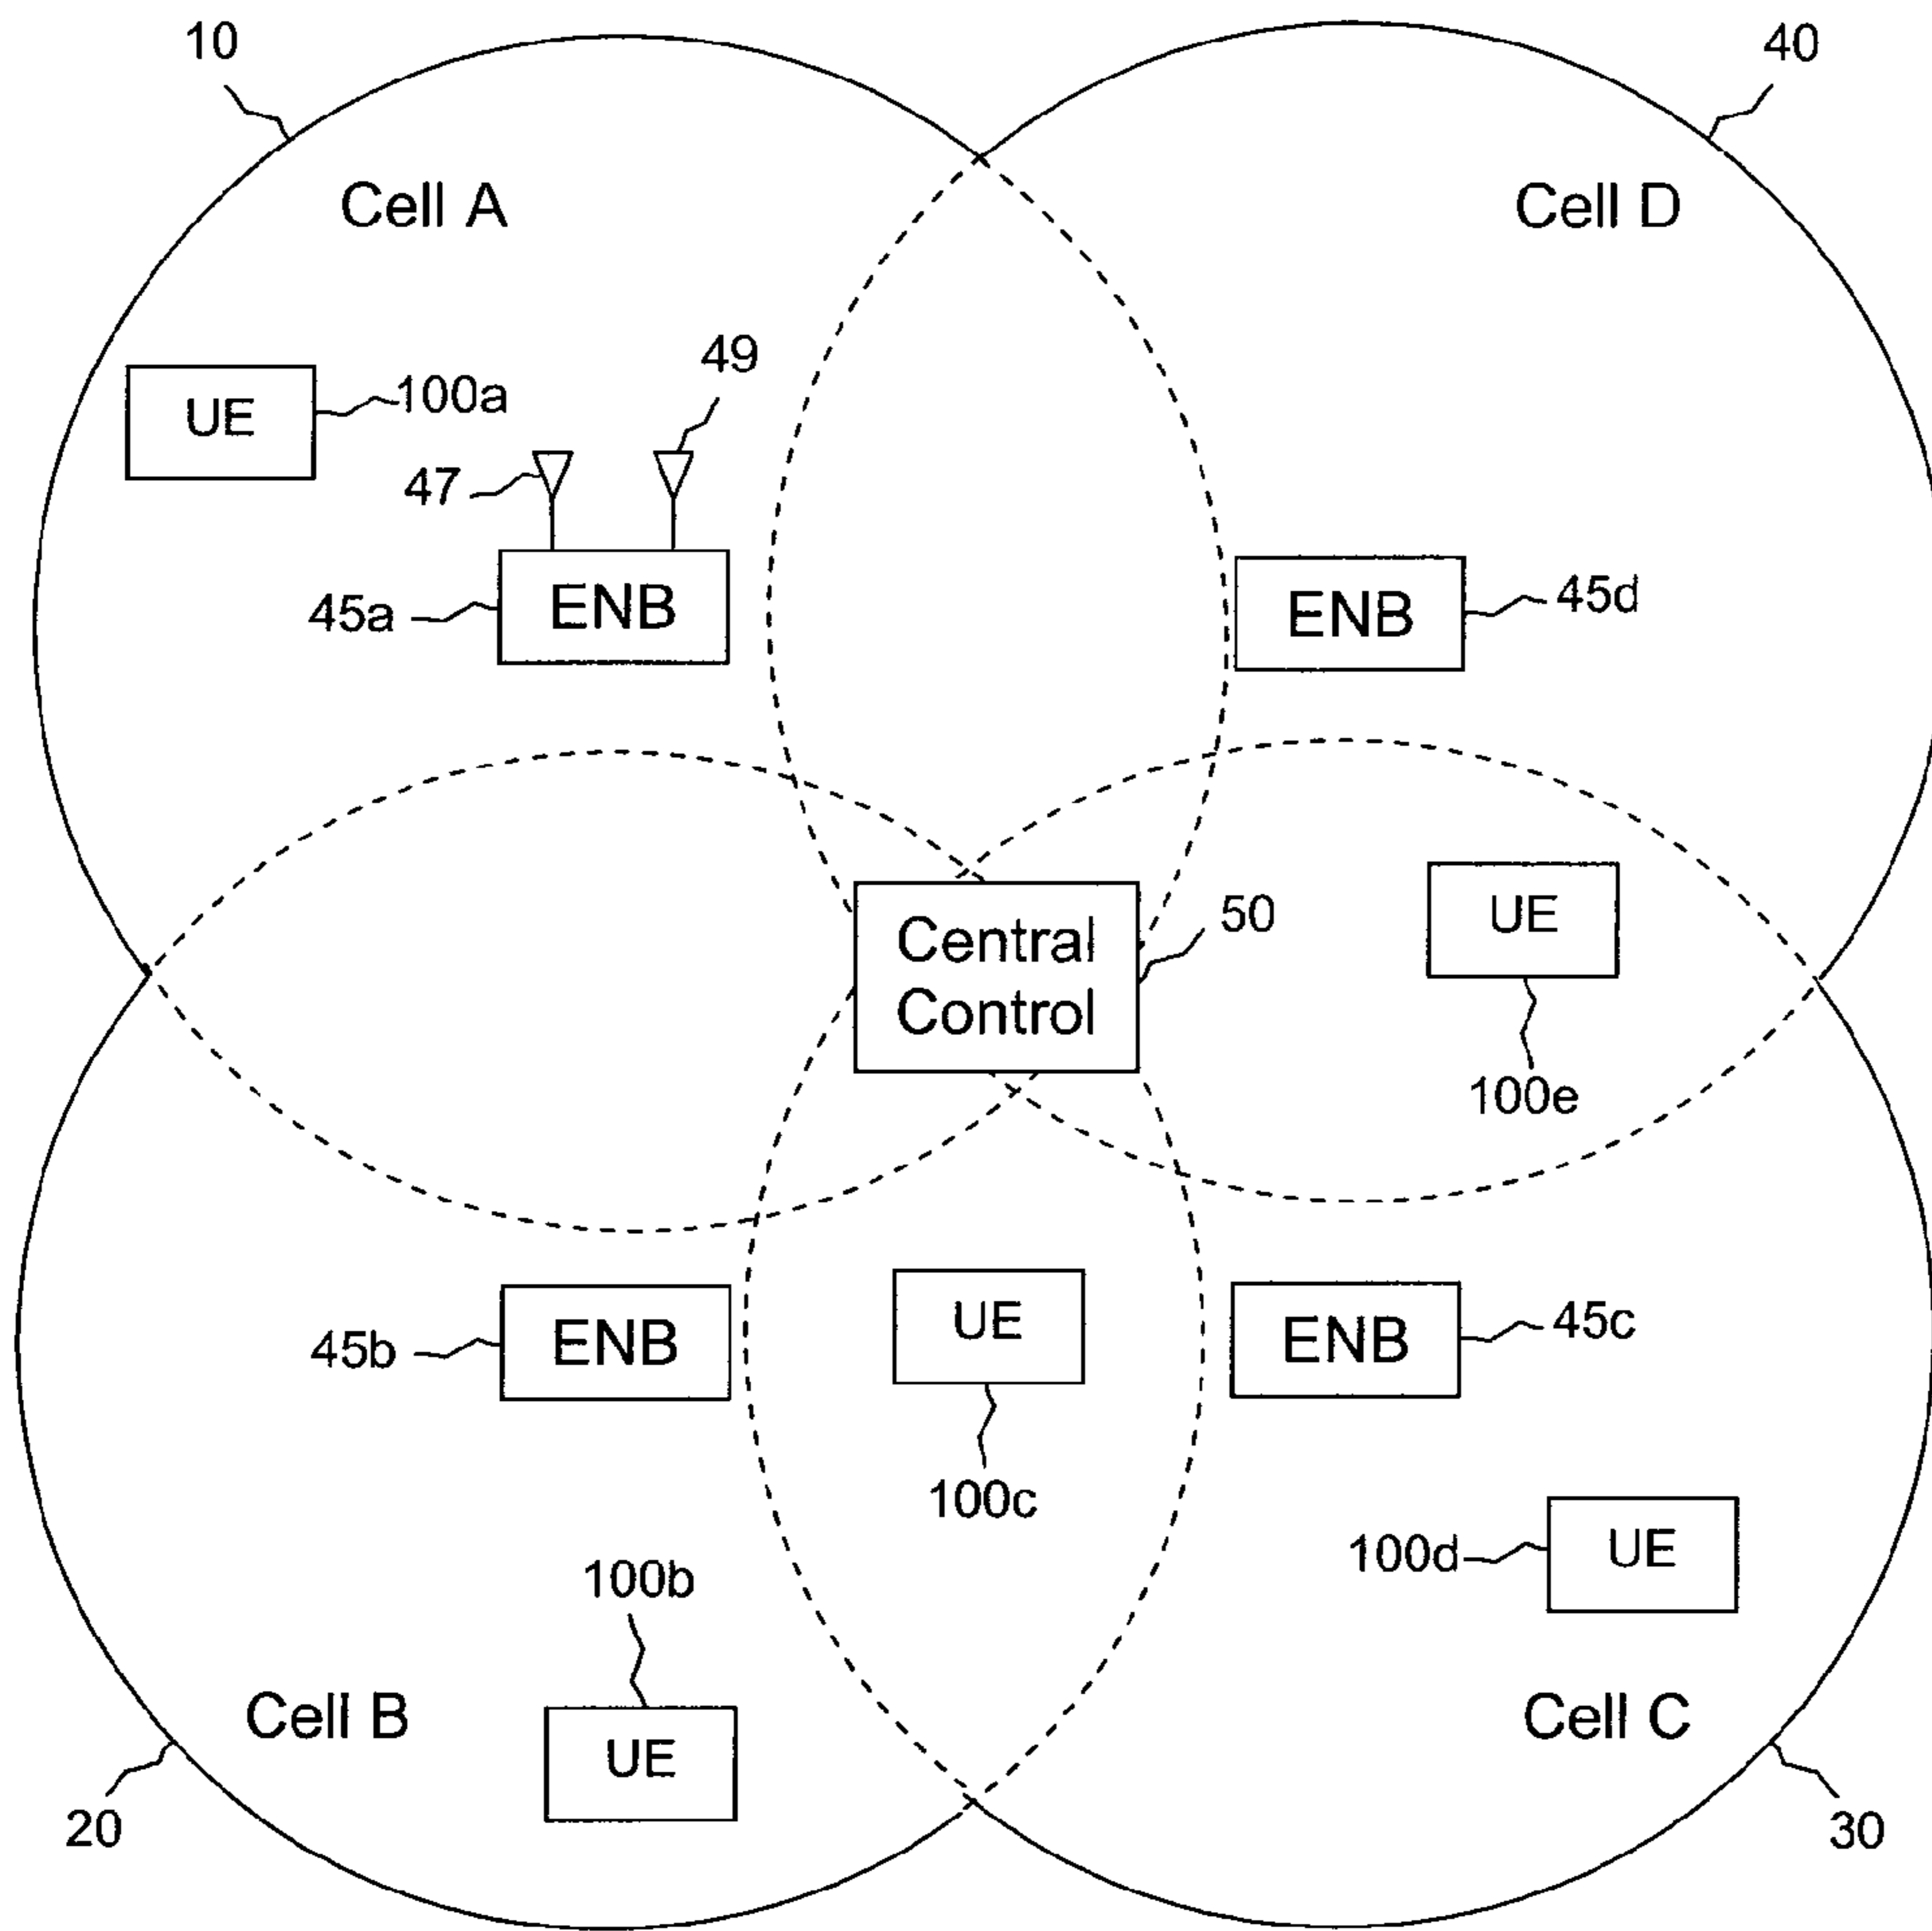 10
40
Cell A
Cell D
49
UE
100a
47
45a
ENB
ENB
45d
Central
Control
50
UE
100e
45b
ENB
UE
ENB
45c
100c
100d
UE
100b
Cell B
UE
Cell C
20
30